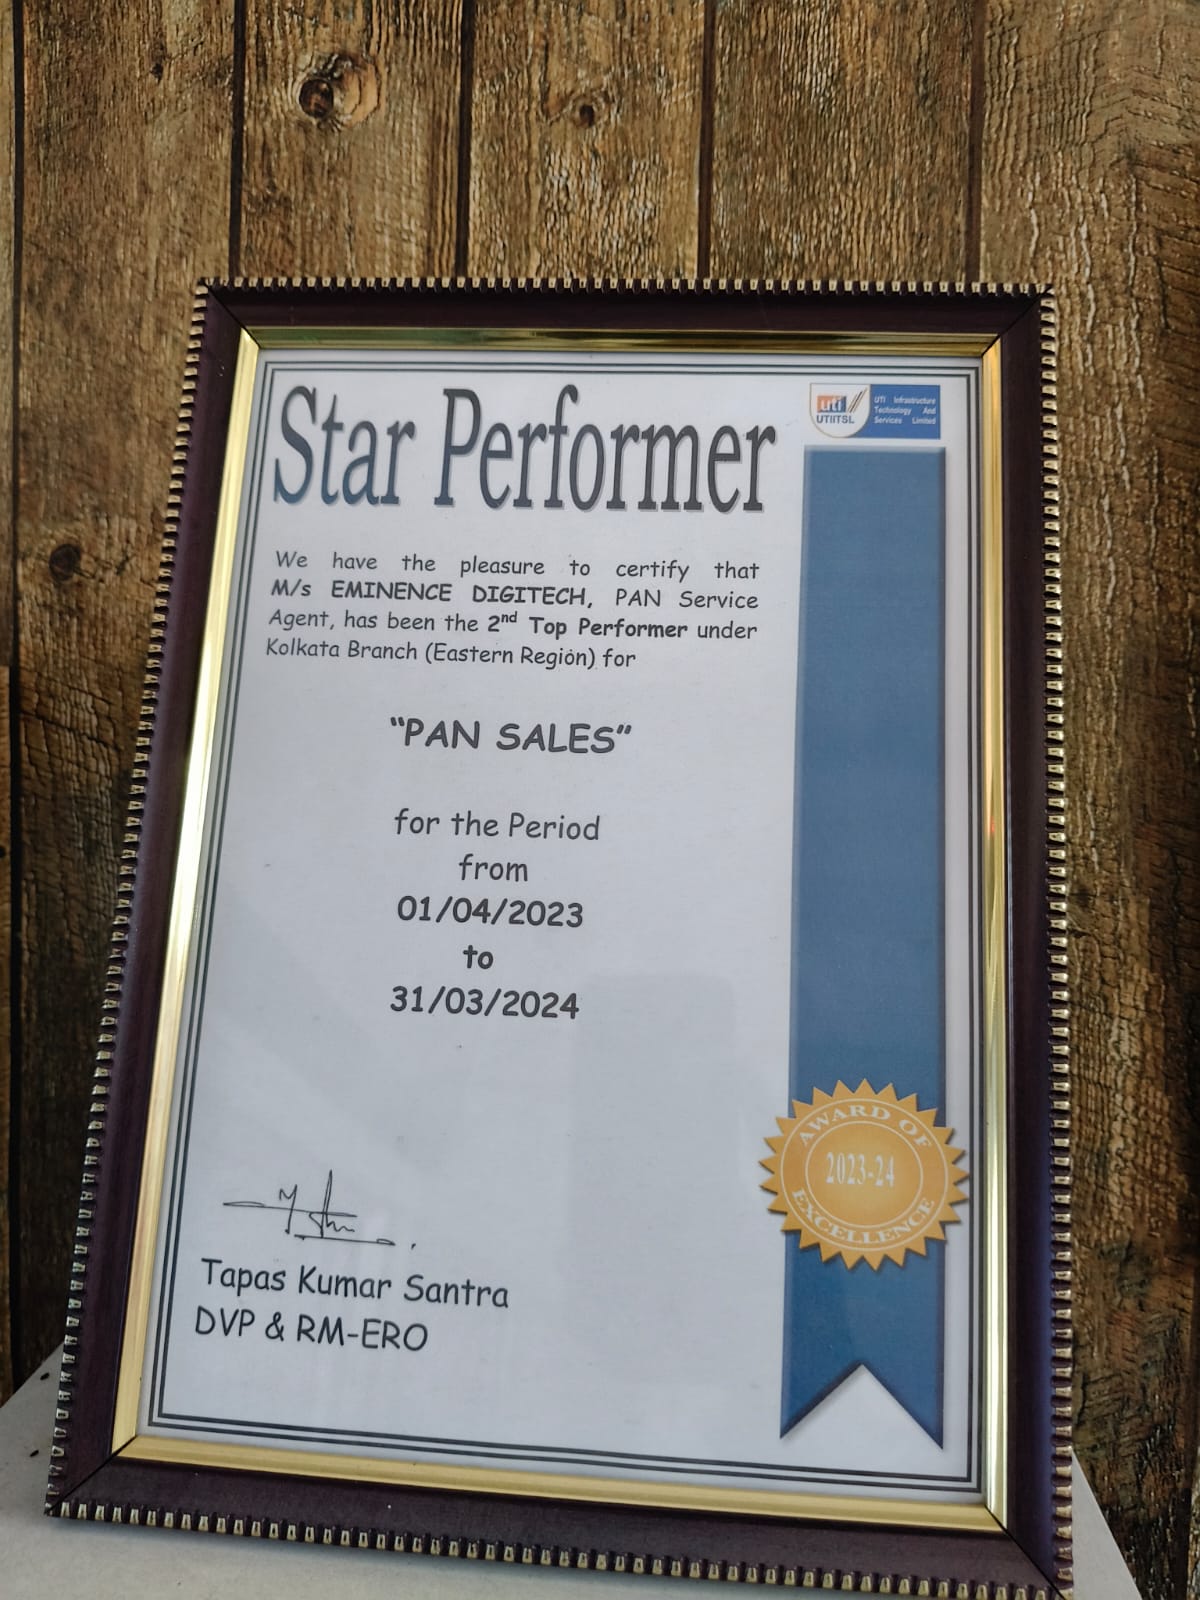 Star Performer
uti
UTIITSL
UTI Infrastructure
Technology And
Services Limited
We have the pleasure to certify that
M/s EMINENCE DIGITECH, PAN Service
Agent, has been the 2nd Top Performer under
Kolkata Branch (Eastern Region) for
“PAN SALES”
for the Period
from
01/04/2023
to
31/03/2024
AWARD OF
2023-24
EXCELLENCE
Tapas Kumar Santra
DVP & RM-ERO